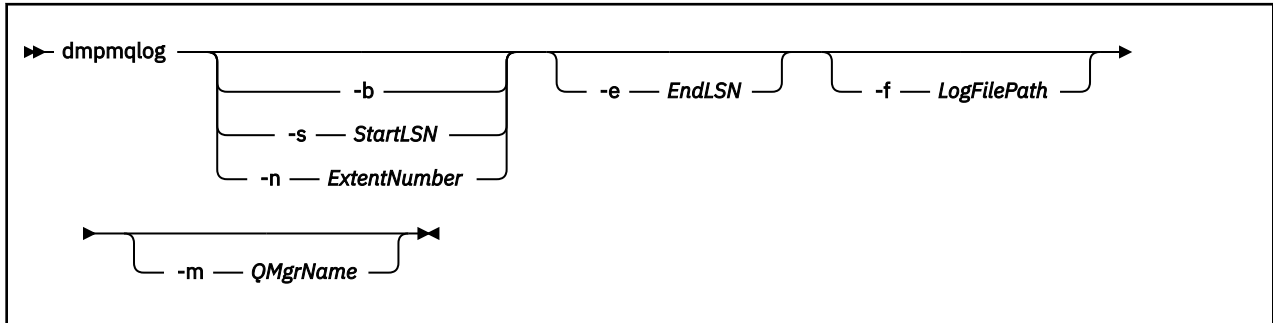 dmpmqlog
-b
-s StartLSN
-n ExtentNumber
-e EndLSN
-f LogFilePath
-m QMgrName